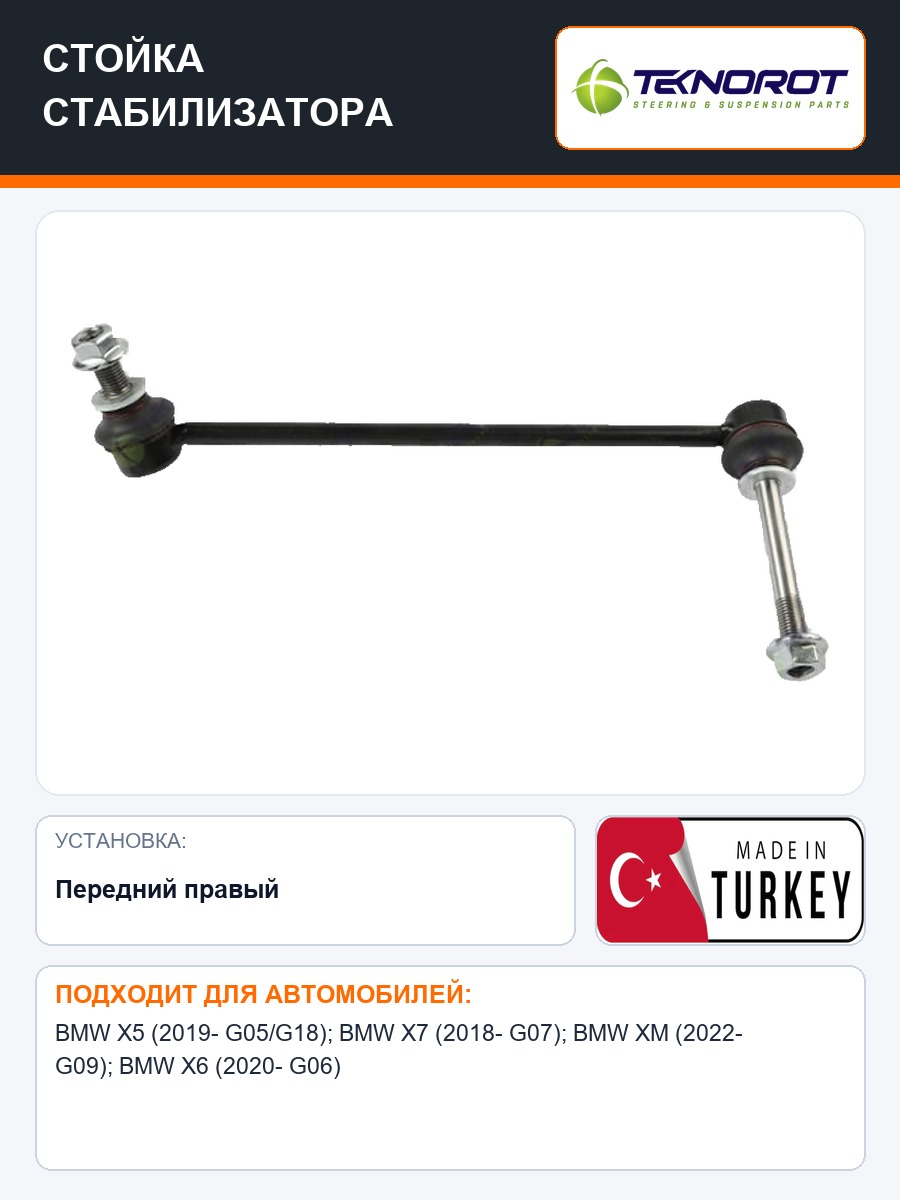 СТОЙКА
СТАБИЛИЗАТОРА
TEKNOROT
STEERING & SUSPENSION PARTS
УСТАНОВКА:
Передний правый
MADE IN
TURKEY
ПОДХОДИТ ДЛЯ АВТОМОБИЛЕЙ:
BMW X5 (2019- G05/G18); BMW X7 (2018- G07); BMW XM (2022-
G09); BMW X6 (2020- G06)